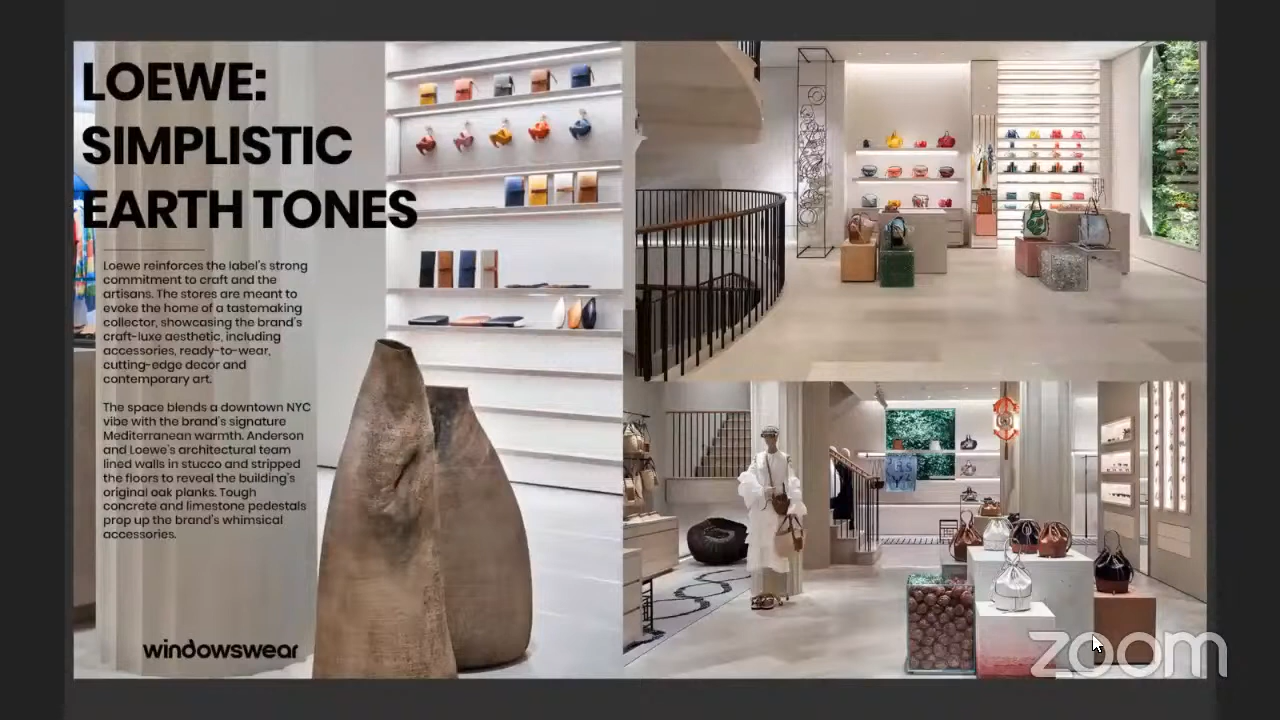 LOEWE:
SIMPLISTIC
EARTH TONES
Loewe reinforces the label's strong
commitment to craft and the
artisans. The stores are meant to
evoke the home of a tastemaking
collector, showcasing the brand's
craft-luxe aesthetic, including
accessories, ready-to-wear,
cutting-edge decor and
contemporary art.
The space blends a downtown NYC
vibe with the brand's signature
Mediterranean warmth. Anderson
and Loewe's architectural team
lined walls in stucco and stripped
the floors to reveal the building's
original oak planks. Tough
concrete and limestone pedestals
prop up the brand's whimsical
accessories.
windowswear
zoom